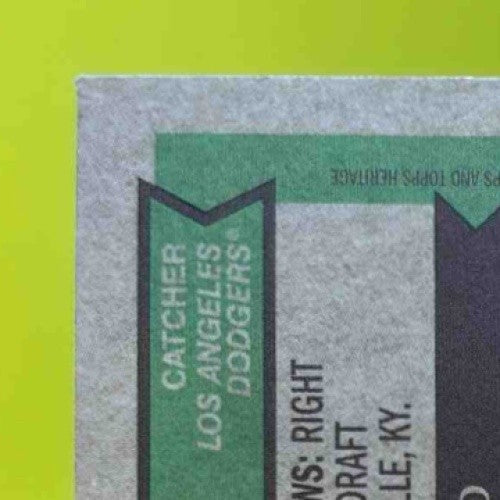 PS AND TOPPS HERITAGE
CATCHER
LOS ANGELES
DODGERS®
WS: RIGHT
DRAFT
LE, KY.